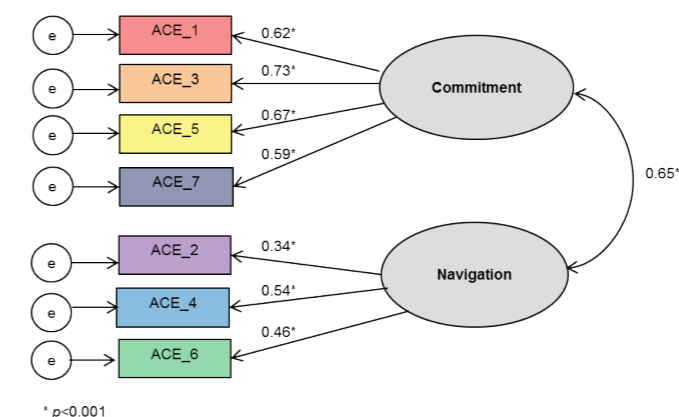 e ACE_1 0.62*
e ACE_3 0.73*
Commitment
e ACE_5 0.67*
e ACE_7 0.59*
0.65*
e ACE_2 0.34*
Navigation
e ACE_4 0.54*
e ACE_6 0.46*
* p<0.001